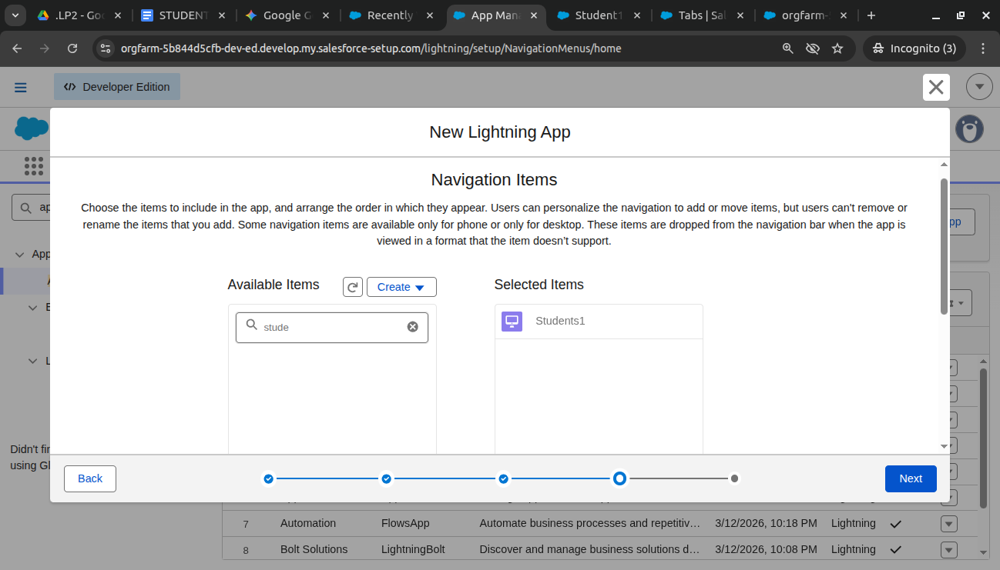 .LP2 - Goo
STUDENT
Google G
Recently
App Man
Student1
Tabs | Sal
orgfarm-
orgfarm-5b844d5cfb-dev-ed.develop.my.salesforce-setup.com/lightning/setup/NavigationMenus/home
Incognito (3)
Developer Edition
New Lightning App
Navigation Items
Choose the items to include in the app, and arrange the order in which they appear. Users can personalize the navigation to add or move items, but users can't remove or
rename the items that you add. Some navigation items are available only for phone or only for desktop. These items are dropped from the navigation bar when the app is
viewed in a format that the item doesn’t support.
ap
pp
App
Available Items
Create
Selected Items
stude
Students1
Didn't fin
using Gl
Back
Next
7 Automation FlowsApp Automate business processes and repetitiv… 3/12/2026, 10:18 PM Lightning
8 Bolt Solutions LightningBolt Discover and manage business solutions d… 3/12/2026, 10:08 PM Lightning